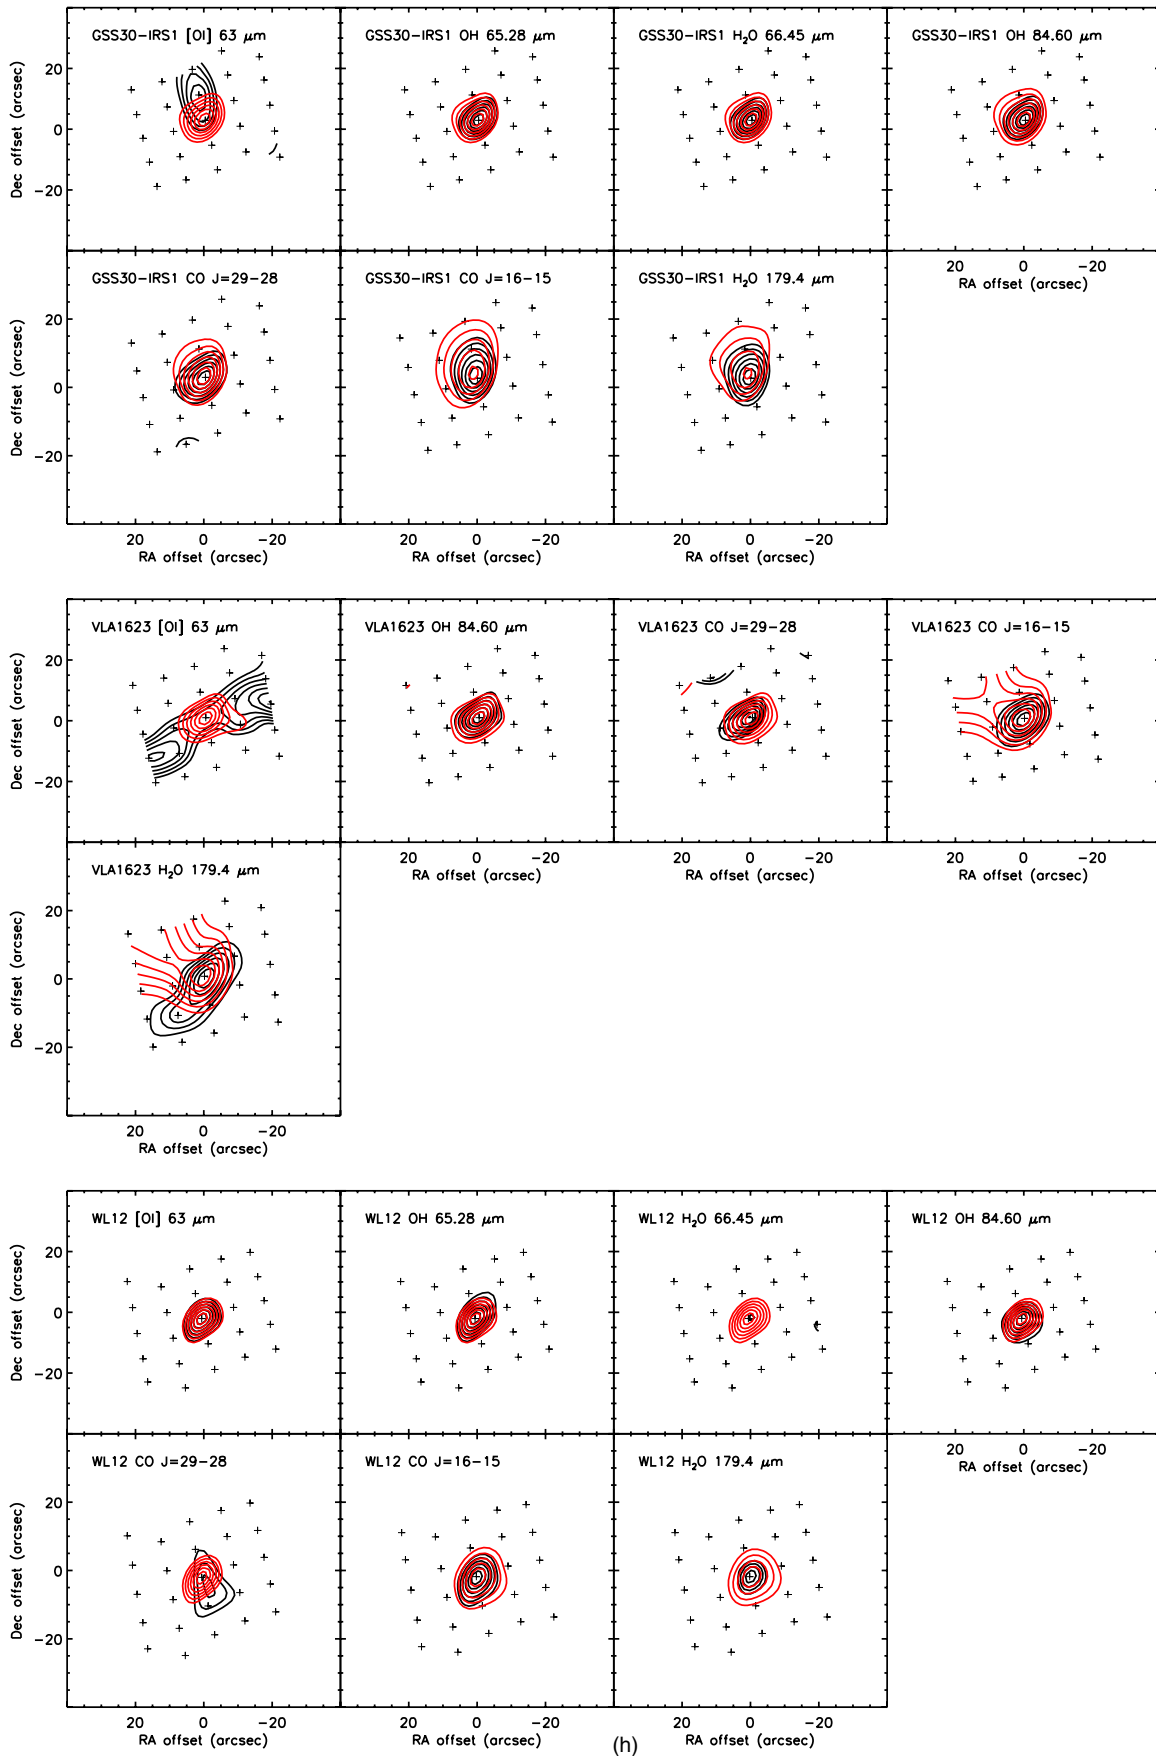 GSS30-IRS1 [OI] 63 μm
GSS30-IRS1 OH 65.28 μm
GSS30-IRS1 H₂O 66.45 μm
GSS30-IRS1 OH 84.60 μm
20
0
-20
Dec offset (arcsec)
20 0 -20
RA offset (arcsec)
GSS30-IRS1 CO J=29-28
GSS30-IRS1 CO J=16-15
GSS30-IRS1 H₂O 179.4 μm
20
0
-20
Dec offset (arcsec)
20 0 -20
RA offset (arcsec)
20 0 -20
RA offset (arcsec)
20 0 -20
RA offset (arcsec)
VLA1623 [OI] 63 μm
VLA1623 OH 84.60 μm
VLA1623 CO J=29-28
VLA1623 CO J=16-15
20
0
-20
Dec offset (arcsec)
20 0 -20
RA offset (arcsec)
20 0 -20
RA offset (arcsec)
20 0 -20
RA offset (arcsec)
VLA1623 H₂O 179.4 μm
20
0
-20
Dec offset (arcsec)
20 0 -20
RA offset (arcsec)
WL12 [OI] 63 μm
WL12 OH 65.28 μm
WL12 H₂O 66.45 μm
WL12 OH 84.60 μm
20
0
-20
Dec offset (arcsec)
20 0 -20
RA offset (arcsec)
WL12 CO J=29-28
WL12 CO J=16-15
WL12 H₂O 179.4 μm
20
0
-20
Dec offset (arcsec)
20 0 -20
RA offset (arcsec)
20 0 -20
RA offset (arcsec)
20 0 -20
RA offset (arcsec)
(h)